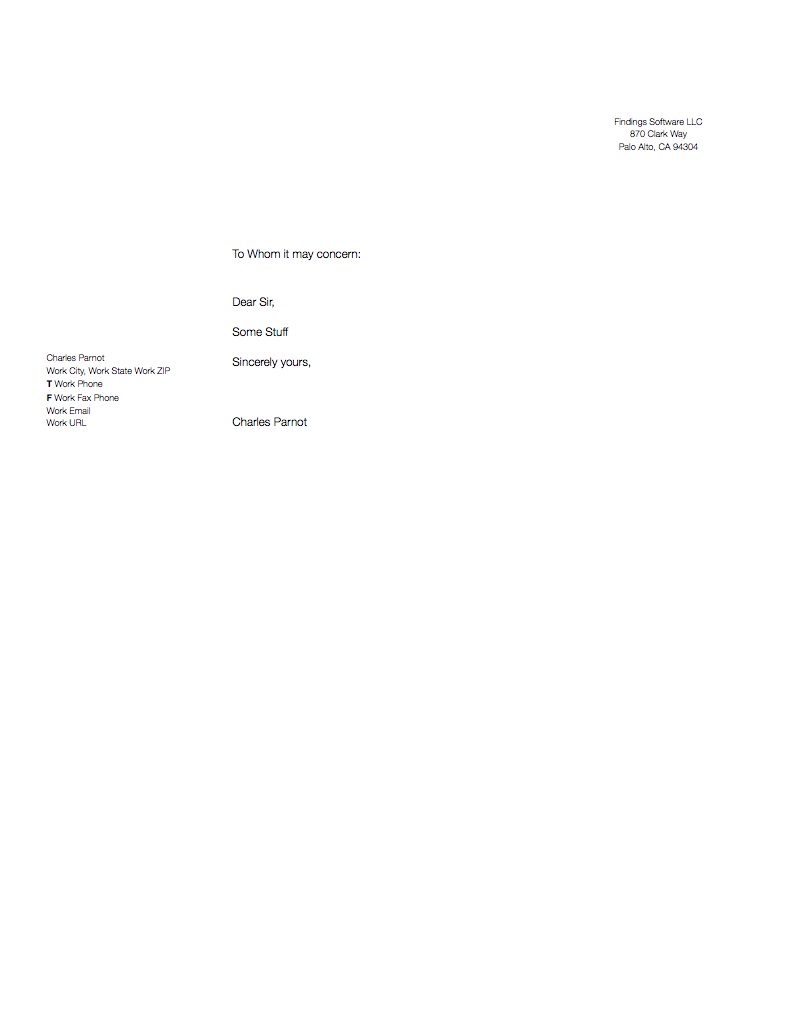 Findings Software LLC
870 Clark Way
Palo Alto, CA 94304
To Whom it may concern:
Dear Sir,
Some Stuff
Sincerely yours,
Charles Parnot
Charles Parnot
Work City, Work State Work ZIP
T Work Phone
F Work Fax Phone
Work Email
Work URL